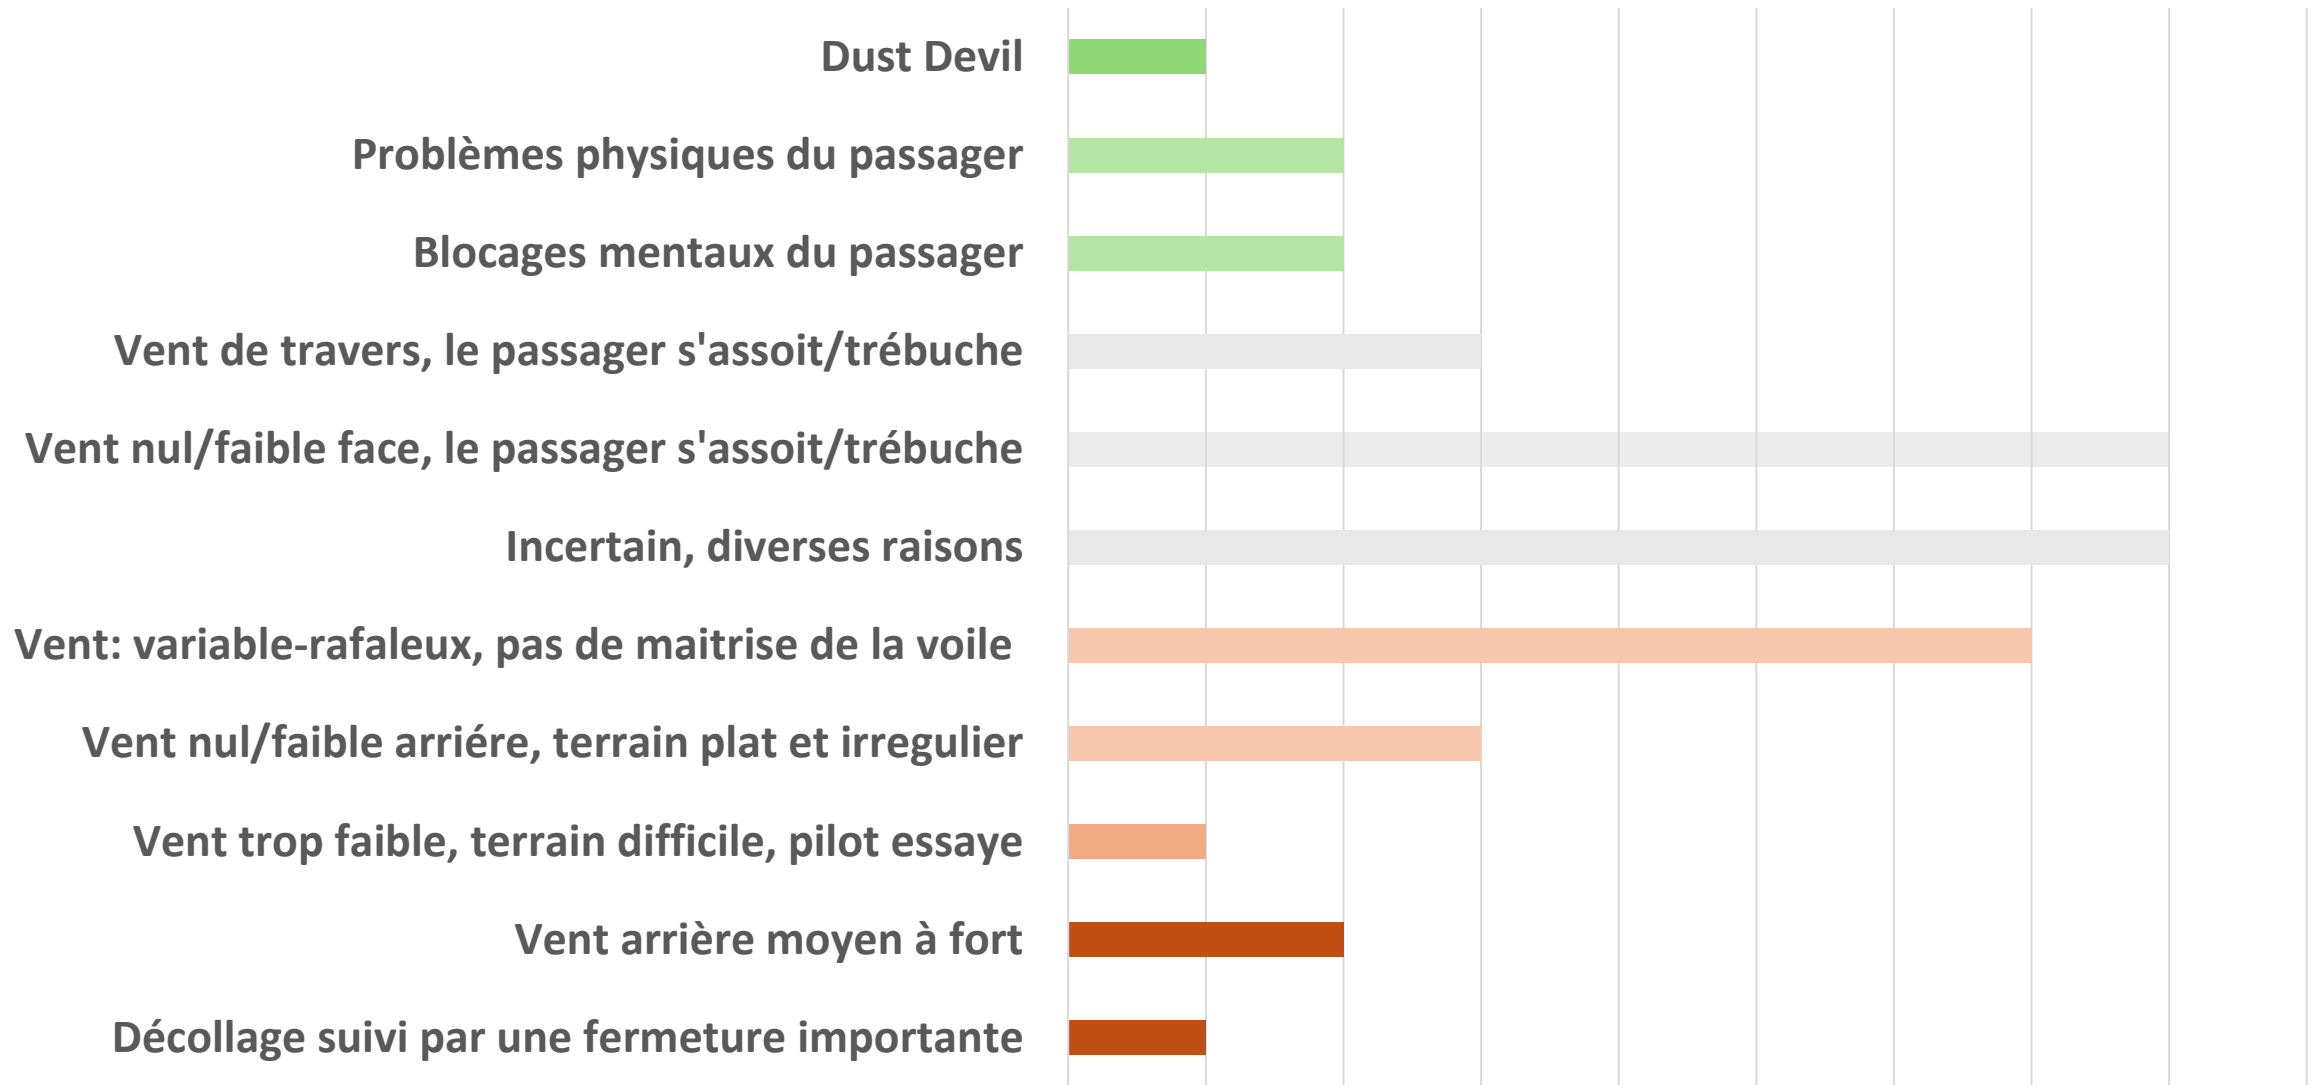 Dust Devil
Problèmes physiques du passager
Blocages mentaux du passager
Vent de travers, le passager s'assoit/trébuche
Vent nul/faible face, le passager s'assoit/trébuche
Incertain, diverses raisons
Vent: variable-rafaleux, pas de maitrise de la voile
Vent nul/faible arriére, terrain plat et irregulier
Vent trop faible, terrain difficile, pilot essaye
Vent arrière moyen à fort
Décollage suivi par une fermeture importante